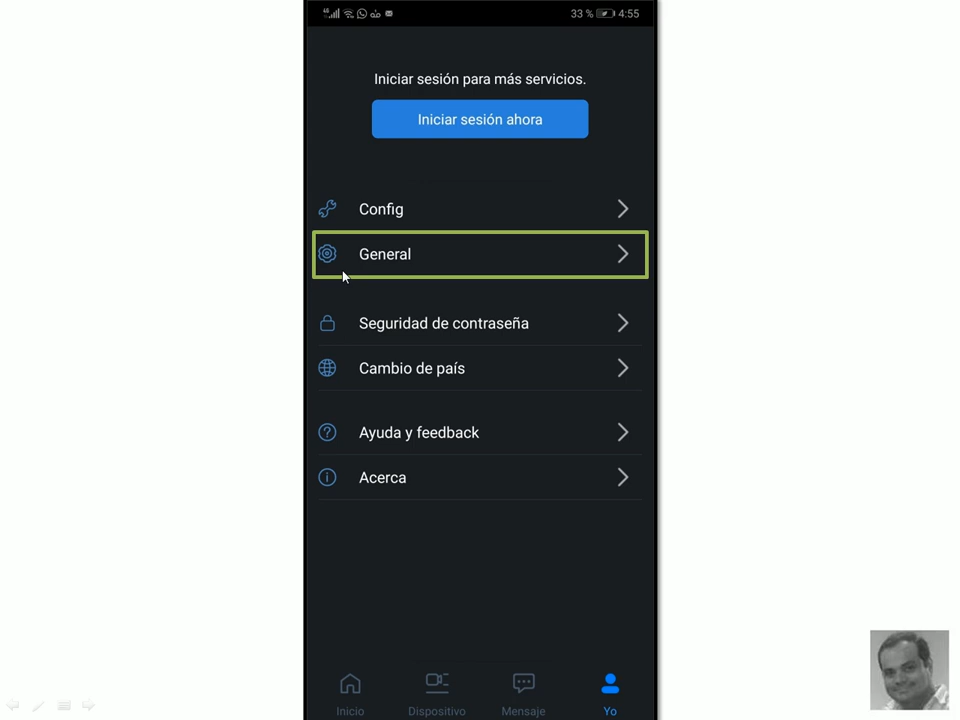 33 % 4:55
Iniciar sesión para más servicios.
Iniciar sesión ahora
Config
General
Seguridad de contraseña
Cambio de país
Ayuda y feedback
Acerca
Inicio
Dispositivo
Mensaje
Yo